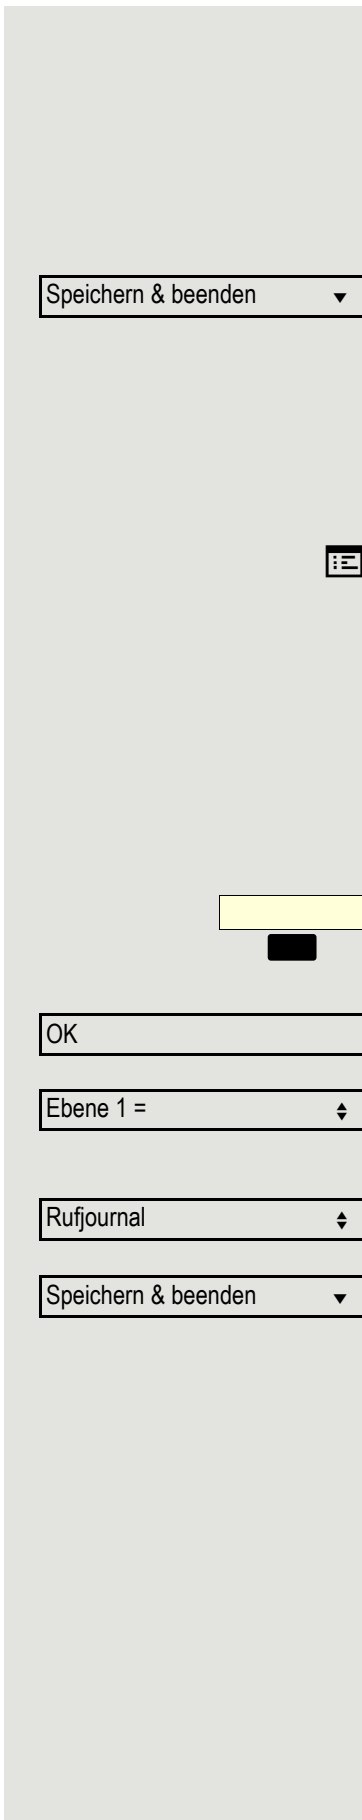 Speichern & beenden
OK
Ebene 1 =
Rufjournal
Speichern & beenden